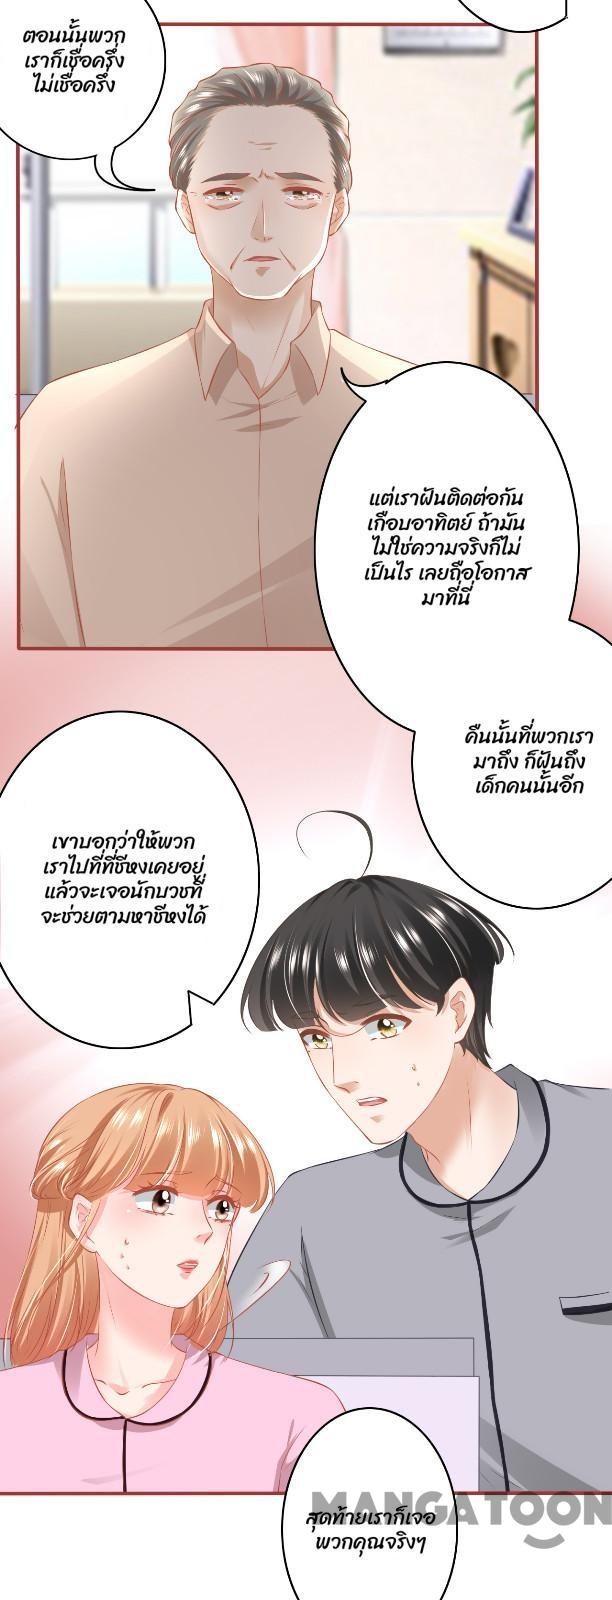 ตอนนั้นพวก
เราก็เชื่อครึ่ง
ไม่เชื่อครึ่ง
แต่เราฝันติดต่อกัน
เกือบอาทิตย์ ถ้ามัน
ไม่ใช่ความจริงก็ไม่
เป็นไร เลยถือโอกาส
มาที่นี่
คืนนั้นที่พวกเรา
มาถึง ก็ฝันถึง
เด็กคนนั้นอีก
เขาบอกว่าให้พวก
เราไปที่ที่ชีหงเคยอยู่
แล้วจะเจอนักบวชที่
จะช่วยตามหาชีหงได้
MANGATOON
สุดท้ายเราก็เจอ
พวกคุณจริงๆ